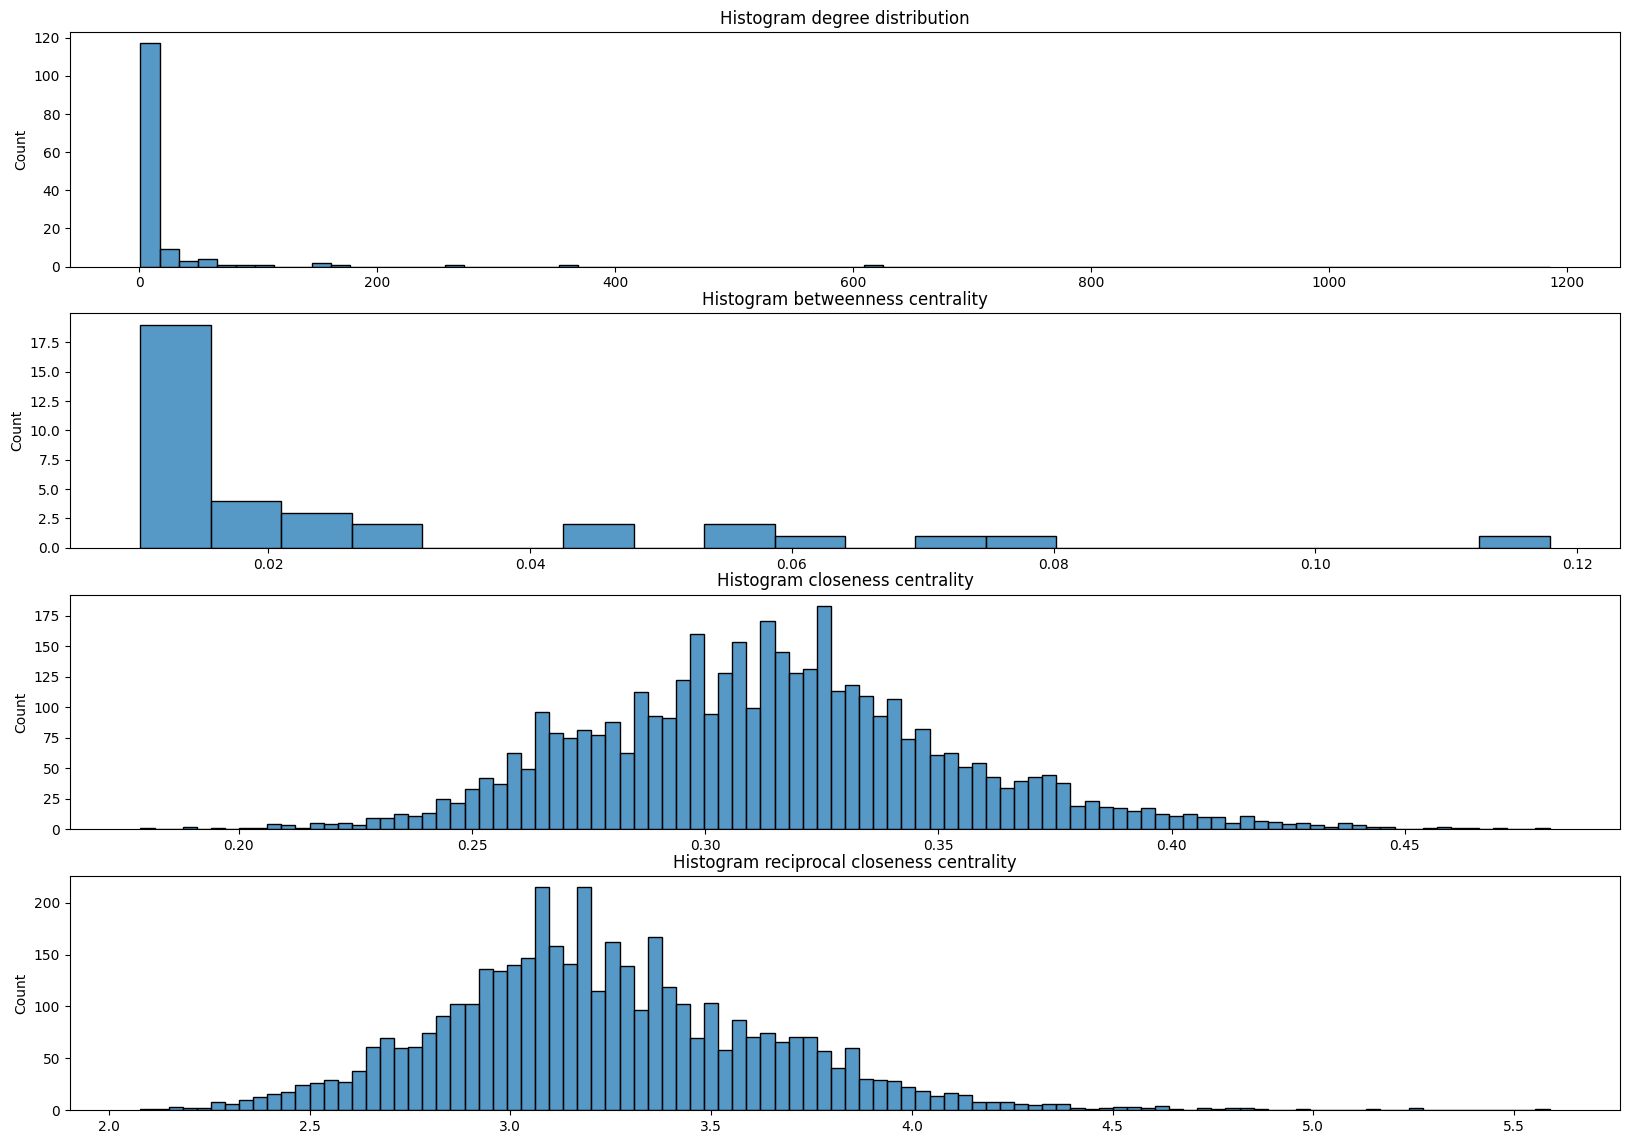 Histogram degree distribution
120
100
80
60
40
20
0
Count
0 200 400 600 800 1000 1200
Histogram betweenness centrality
17.5
15.0
12.5
10.0
7.5
5.0
2.5
0.0
Count
0.02 0.04 0.06 0.08 0.10 0.12
Histogram closeness centrality
175
150
125
100
75
50
25
0
Count
0.20 0.25 0.30 0.35 0.40 0.45
Histogram reciprocal closeness centrality
200
150
100
50
0
Count
2.0 2.5 3.0 3.5 4.0 4.5 5.0 5.5